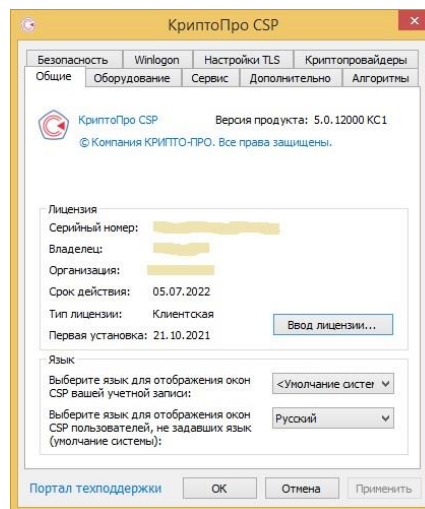 КриптоПро CSP
Безопасность Winlogon Настройки TLS Криптопровайдеры
Общие Оборудование Сервис Дополнительно Алгоритмы
КриптоПро CSP Версия продукта: 5.0.12000 КС1
© Компания КРИПТО-ПРО. Все права защищены.
Лицензия
Серийный номер:
Владелец:
Организация:
Срок действия: 05.07.2022
Тип лицензии: Клиентская
Ввод лицензии...
Первая установка: 21.10.2021
Язык
Выберите язык для отображения окон
CSP вашей учетной записи:
<Умолчание систег
Выберите язык для отображения окон
CSP пользователей, не задавших язык
(умолчание системы):
Русский
Портал техподдержки ОК Отмена Применить